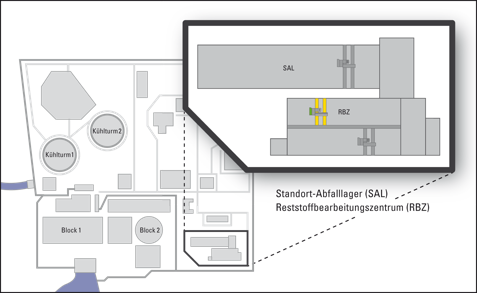 SAL
RBZ
Kühlturm2
Kühlturm1
Standort-Abfalllager (SAL)
Reststoffbearbeitungszentrum (RBZ)
Block 1
Block 2